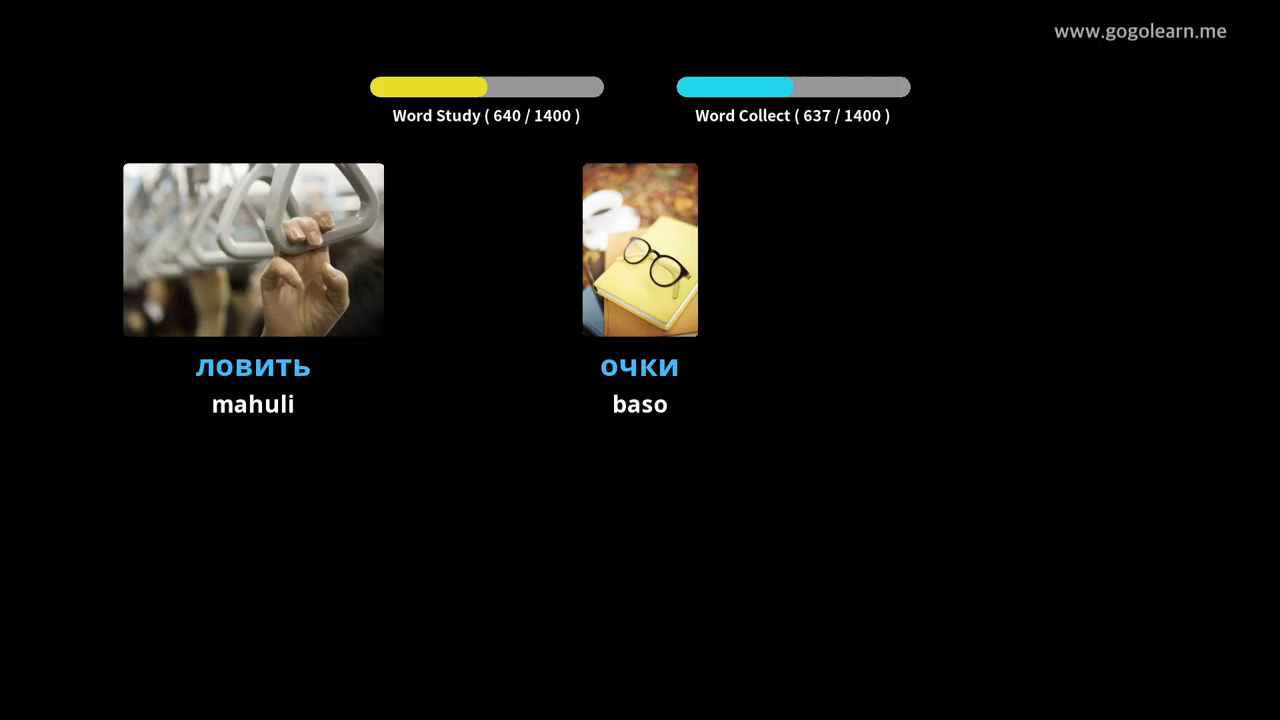 www.gogolearn.me
Word Study ( 640 / 1400 )
Word Collect ( 637 / 1400 )
ловить
mahuli
очки
baso